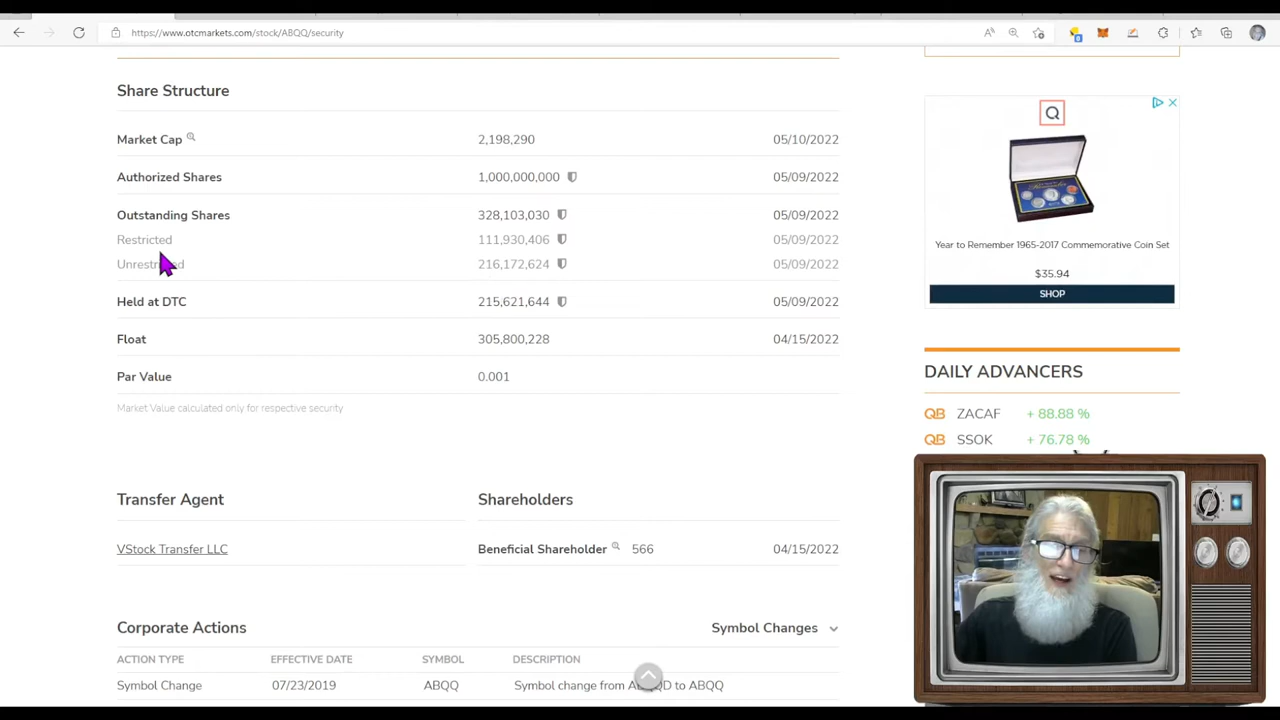 https://www.otcmarkets.com/stock/ABQQ/security
Share Structure
Market Cap 2,198,290 05/10/2022
Authorized Shares 1,000,000,000 05/09/2022
Outstanding Shares 328,103,030 05/09/2022
Restricted 111,930,406 05/09/2022
Unrestricted 216,172,624 05/09/2022
Held at DTC 215,621,644 05/09/2022
Float 305,800,228 04/15/2022
Par Value 0.001
Market Value calculated only for respective security
Transfer Agent
VStock Transfer LLC
Shareholders
Beneficial Shareholder 566 04/15/2022
Corporate Actions Symbol Changes
ACTION TYPE EFFECTIVE DATE SYMBOL DESCRIPTION
Symbol Change 07/23/2019 ABQQ Symbol change from ABQQD to ABQQ
Year to Remember 1965-2017 Commemorative Coin Set
$35.94
SHOP
DAILY ADVANCERS
QB ZACAF + 88.88 %
QB SSOK + 76.78 %